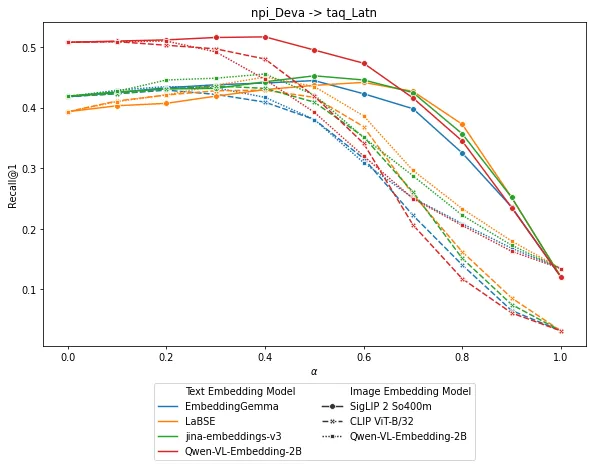 npi_Deva -> taq_Latn
Recall@1
0.5
0.4
0.3
0.2
0.1
0.0 0.2 0.4 0.6 0.8 1.0
α
Text Embedding Model
EmbeddingGemma
LaBSE
jina-embeddings-v3
Qwen-VL-Embedding-2B
Image Embedding Model
SigLIP 2 So400m
CLIP ViT-B/32
Qwen-VL-Embedding-2B